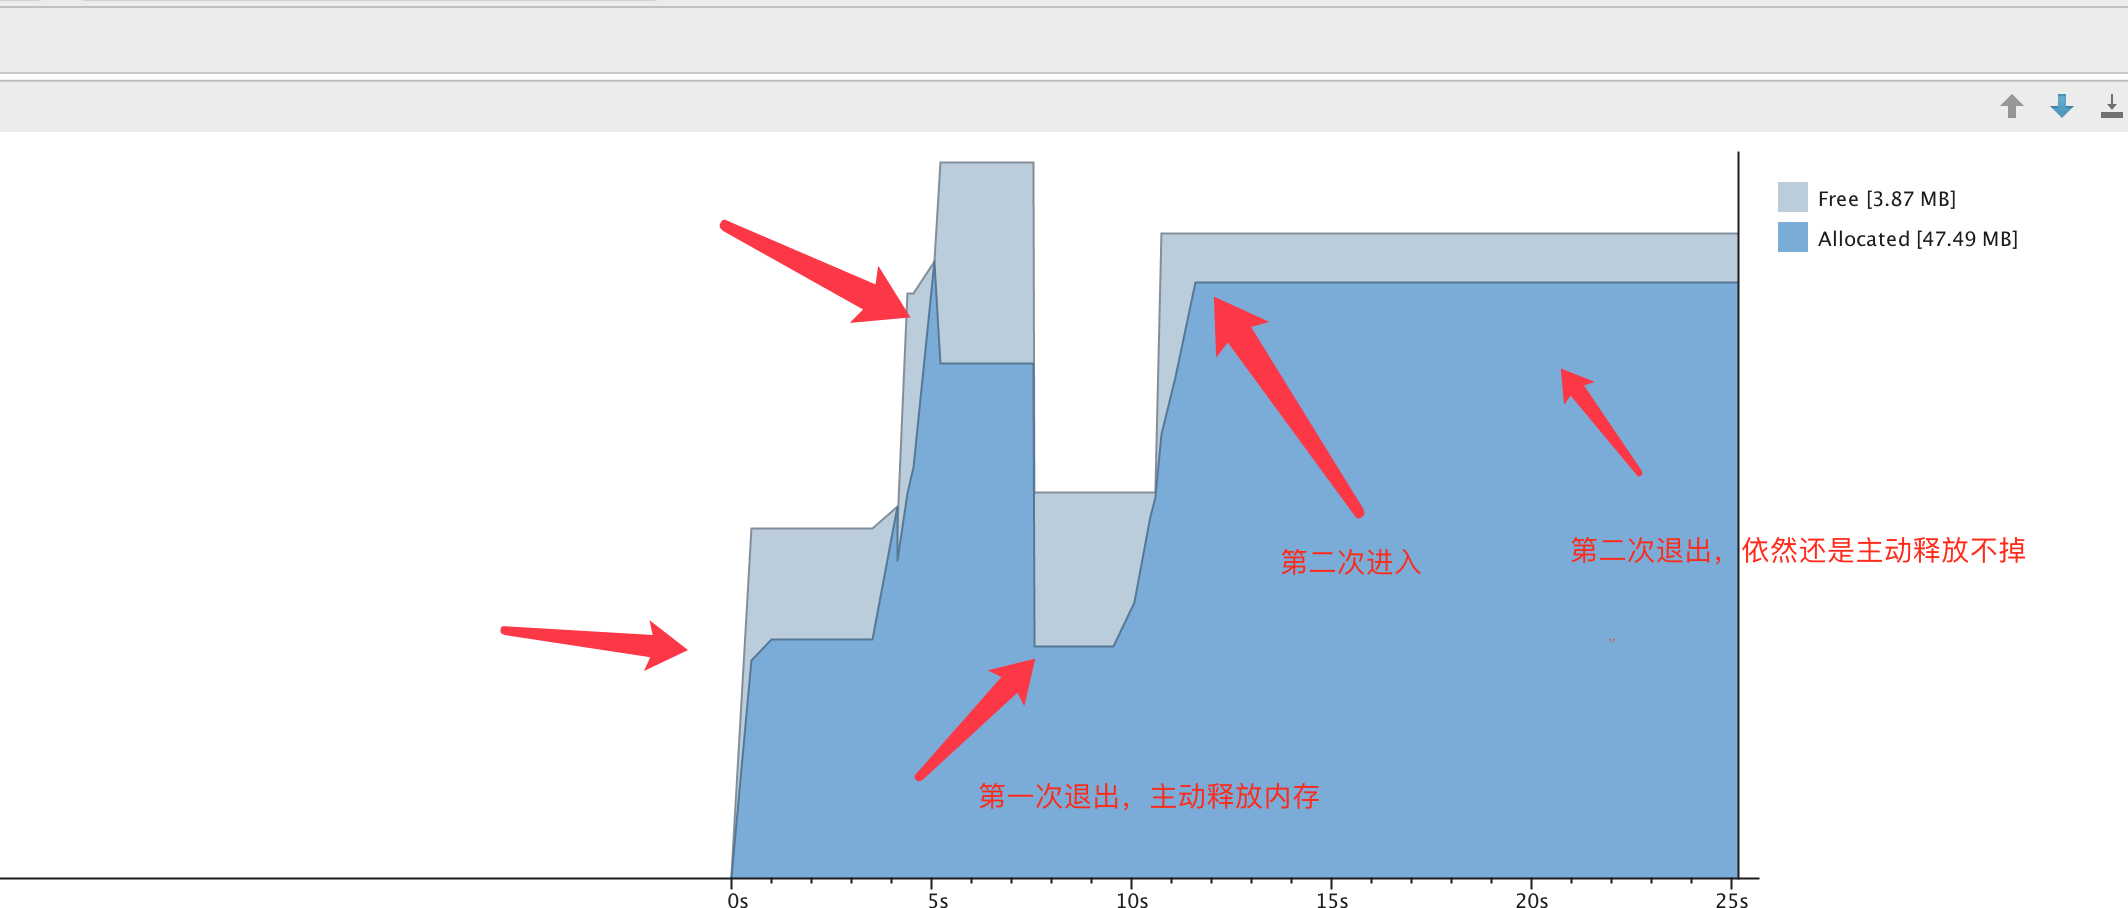 Free [3.87 MB]
Allocated [47.49 MB]
第二次进入
第二次退出，依然还是主动释放不掉
第一次退出，主动释放内存
0s
5s
10s
15s
20s
25s